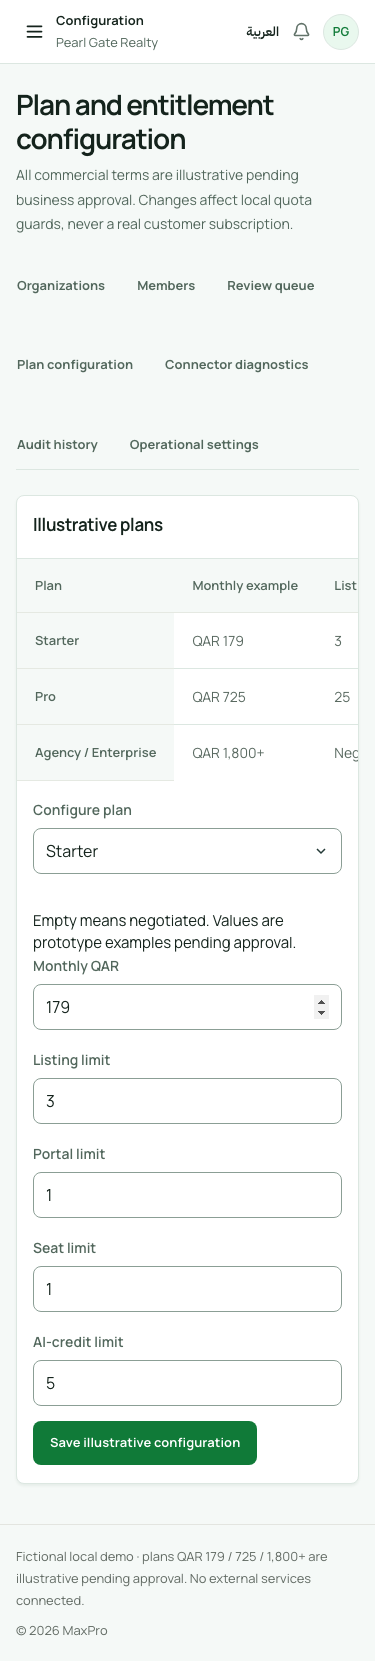 Configuration
Pearl Gate Realty
العربية
PG
Plan and entitlement
configuration
All commercial terms are illustrative pending
business approval. Changes affect local quota
guards, never a real customer subscription.
Organizations Members Review queue
Plan configuration Connector diagnostics
Audit history Operational settings
Illustrative plans
Plan Monthly example List
Starter QAR 179 3
Pro QAR 725 25
Agency / Enterprise QAR 1,800+ Neg
Configure plan
Starter
Empty means negotiated. Values are
prototype examples pending approval.
Monthly QAR
179
Listing limit
3
Portal limit
1
Seat limit
1
AI-credit limit
5
Save illustrative configuration
Fictional local demo · plans QAR 179 / 725 / 1,800+ are
illustrative pending approval. No external services
connected.
© 2026 MaxPro